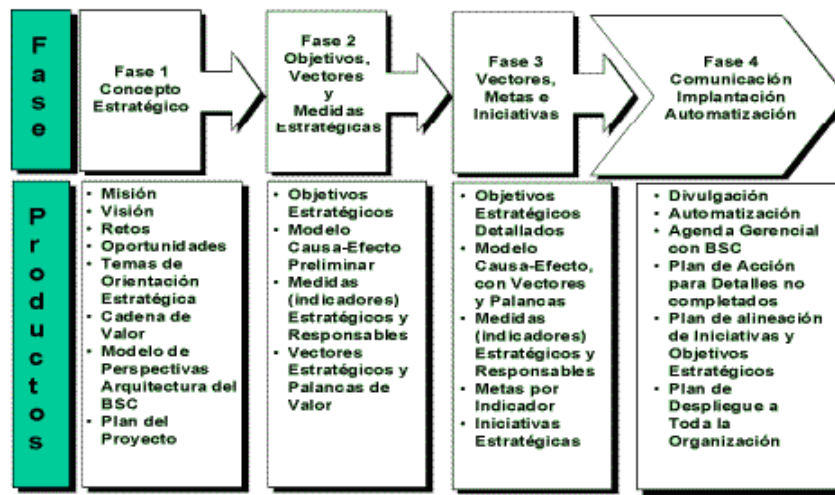 Fase
Fase 1
Concepto
Estratégico
Fase 2
Objetivos,
Vectores
y
Medidas
Estratégicas
Fase 3
Vectores,
Metas e
Iniciativas
Fase 4
Comunicación
Implantación
Automatización
Productos
• Misión
• Visión
• Retos
• Oportunidades
• Temas de
Orientación
Estratégica
• Cadena de
Valor
• Modelo de
Perspectivas
Arquitectura del
BSC
• Plan del
Proyecto
• Objetivos
Estratégicos
• Modelo
Causa-Efecto
Preliminar
• Medidas
(indicadores)
Estratégicos y
Responsables
• Vectores
Estratégicos y
Palancas de
Valor
• Objetivos
Estratégicos
Detallados
• Modelo
Causa-Efecto,
con Vectores
y Palancas
• Medidas
(indicadores)
Estratégicos y
Responsables
• Metas por
Indicador
• Iniciativas
Estratégicas
• Divulgación
• Automatización
• Agenda Gerencial
con BSC
• Plan de Acción
para Detalles no
completados
• Plan de alineación
de Iniciativas y
Objetivos
Estratégicos
• Plan de
Despliegue a
Toda la
Organización